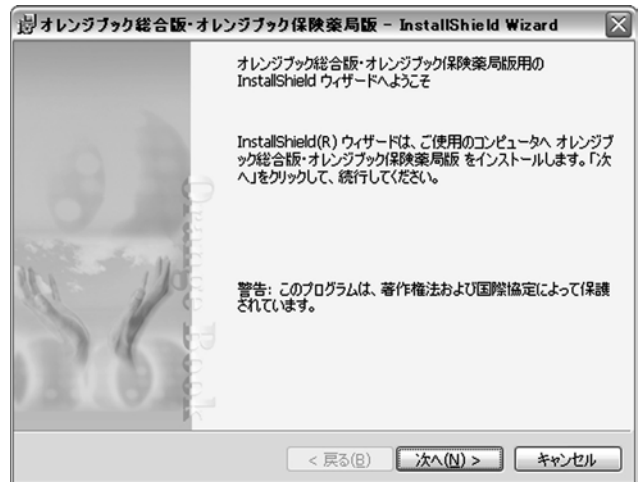 オレンジブック総合版・オレンジブック保険薬局版 - InstallShield Wizard
オレンジブック総合版・オレンジブック保険薬局版用の
InstallShield ウィザードへようこそ
InstallShield(R) ウィザードは、ご使用のコンピュータへ オレンジブ
ック総合版・オレンジブック保険薬局版 をインストールします。「次
へ」をクリックして、続行してください。
Orange Book
警告: このプログラムは、著作権法および国際協定によって保護
されています。
< 戻る(B)
次へ(N) >
キャンセル